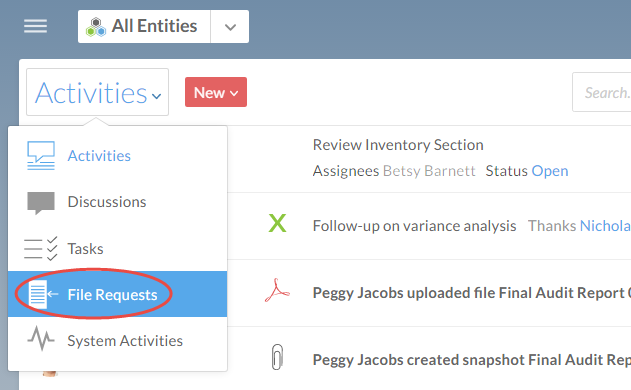 All Entities
Activities
New
Search.
Activities
Discussions
Tasks
File Requests
System Activities
Review Inventory Section
Assignees Betsy Barnett Status Open
Follow-up on variance analysis Thanks Nichola
Peggy Jacobs uploaded file Final Audit Report
Peggy Jacobs created snapshot Final Audit Report